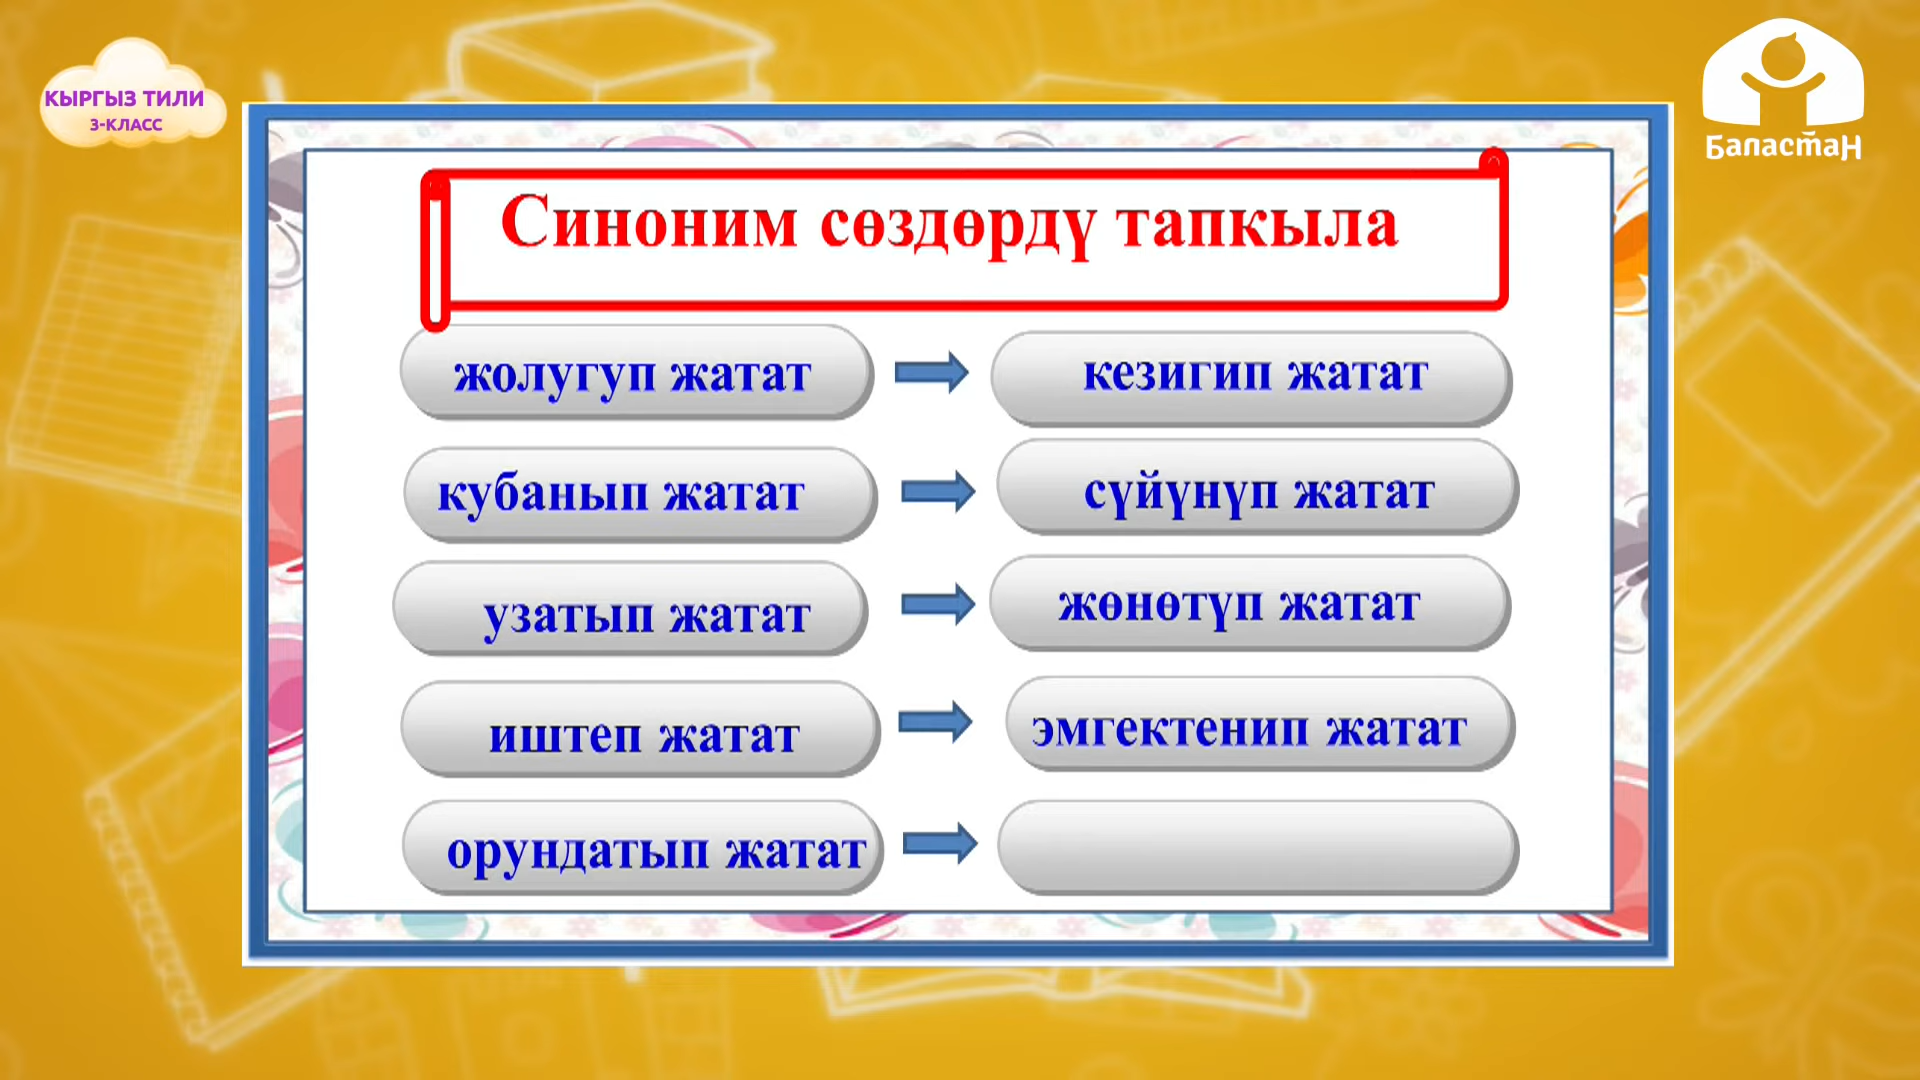 КЫРГЫЗ ТИЛИ
3-КЛАСС
Баластан
Синоним сөздөрдү тапкыла
жолугуп жатат
кезигип жатат
кубанып жатат
сүйүнүп жатат
узатып жатат
жөнөтүп жатат
иштеп жатат
эмгектенип жатат
орундатып жатат